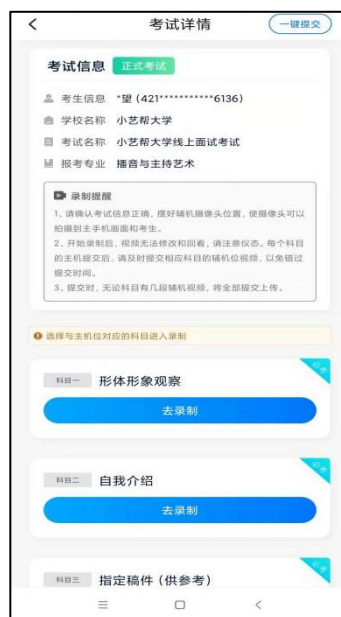 考试详情
一键提交
考试信息 正式考试
考生信息 *望 (421***********6136)
学校名称 小艺帮大学
考试名称 小艺帮大学线上面试考试
报考专业 播音与主持艺术
录制提醒
1、请确认考试信息正确，摆好辅机摄像头位置，使摄像头可以
拍摄到主手机画面和考生。
2、开始录制后，视频无法修改和回看，请注意仪态。每个科目
的主机提交后，请及时提交相应科目的辅机位视频，以免错过
提交时间。
3、提交时，无论科目有几段辅机视频，将全部提交上传。
选择与主机位对应的科目进入录制
必考
科目一 形体形象观察
去录制
必考
科目二 自我介绍
去录制
必考
科目三 指定稿件 (供参考)